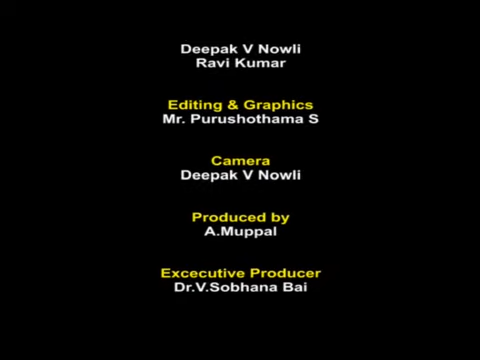 Deepak V Nowli
Ravi Kumar
Editing & Graphics
Mr. Purushothama S
Camera
Deepak V Nowli
Produced by
A.Muppal
Excecutive Producer
Dr.V.Sobhana Bai